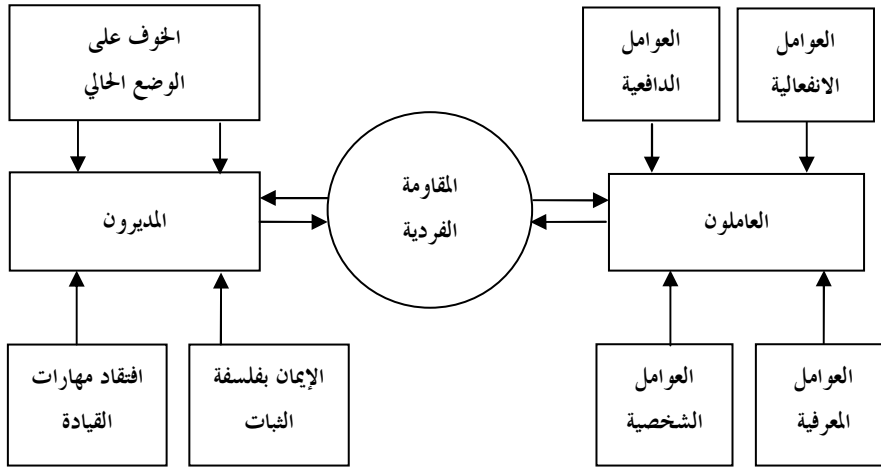 العوامل
الانفعالية
العوامل
الدافعية
الخوف على
الوضع الحالي
العاملون
المقاومة
الفردية
المديرون
العوامل
المعرفية
العوامل
الشخصية
الإيمان بفلسفة
الثبات
افتقاد مهارات
القيادة